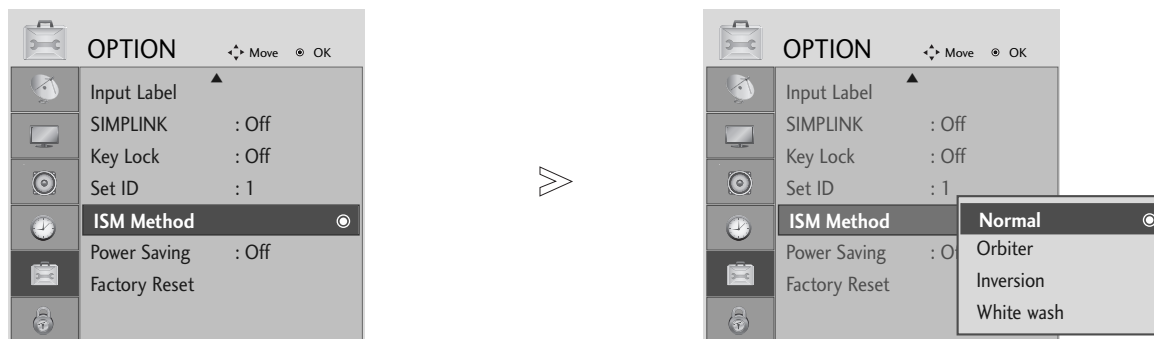 OPTION Move OK
Input Label
SIMPLINK : Off
Key Lock : Off
Set ID : 1
ISM Method
Power Saving : Off
Factory Reset
OPTION Move OK
Input Label
SIMPLINK : Off
Key Lock : Off
Set ID : 1
ISM Method
Power Saving : Of
Factory Reset
Normal
Orbiter
Inversion
White wash